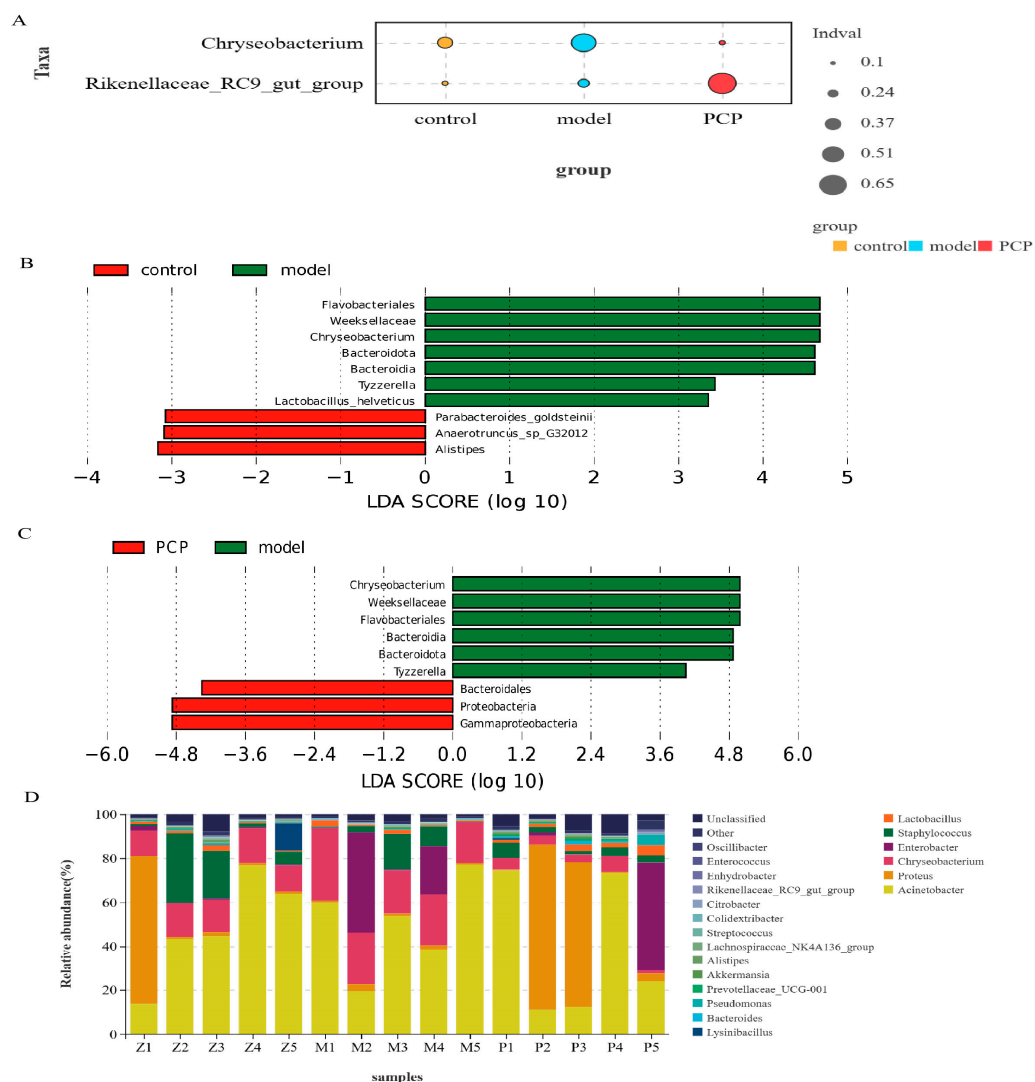 A
Taxa
Chryseobacterium
Rikenellaceae_RC9_gut_group
control model PCP
group
Indval
0.1
0.24
0.37
0.51
0.65
group
control model PCP
B
control model
Flavobacteriales
Weeksellaceae
Chryseobacterium
Bacteroidota
Bacteroidia
Tyzzerella
Lactobacillus_helveticus
Parabacteroides_goldsteinii
Anaerotruncus_sp_G32012
Alistipes
−4 −3 −2 −1 0 1 2 3 4 5
LDA SCORE (log 10)
C
PCP model
Chryseobacterium
Weeksellaceae
Flavobacteriales
Bacteroidia
Bacteroidota
Tyzzerella
Bacteroidales
Proteobacteria
Gammaproteobacteria
−6.0 −4.8 −3.6 −2.4 −1.2 0.0 1.2 2.4 3.6 4.8 6.0
LDA SCORE (log 10)
D
Relative abundance(%)
100
80
60
40
20
0
Z1 Z2 Z3 Z4 Z5 M1 M2 M3 M4 M5 P1 P2 P3 P4 P5
samples
Unclassified
Other
Oscillibacter
Enterococcus
Enhydrobacter
Rikenellaceae_RC9_gut_group
Citrobacter
Colidextribacter
Streptococcus
Lachnospiraceae_NK4A136_group
Alistipes
Akkermansia
Prevotellaceae_UCG-001
Pseudomonas
Bacteroides
Lysinibacillus
Lactobacillus
Staphylococcus
Enterobacter
Chryseobacterium
Proteus
Acinetobacter